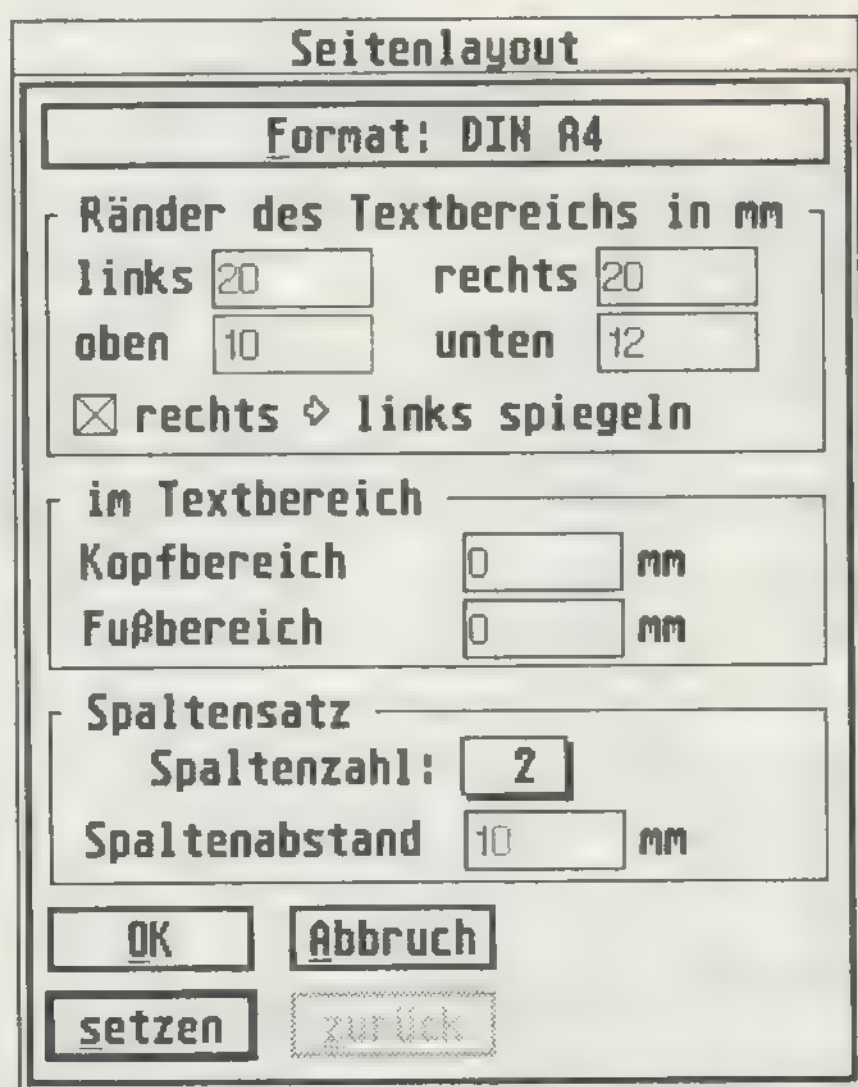 Seitenlayout
Format: DIN A4
Ränder des Textbereichs in mm
links 20 rechts 20
oben 10 unten 12
rechts ➪ links spiegeln
im Textbereich
Kopfbereich 0 mm
Fußbereich 0 mm
Spaltensatz
Spaltenzahl: 2
Spaltenabstand 10 mm
OK Abbruch
setzen zurück